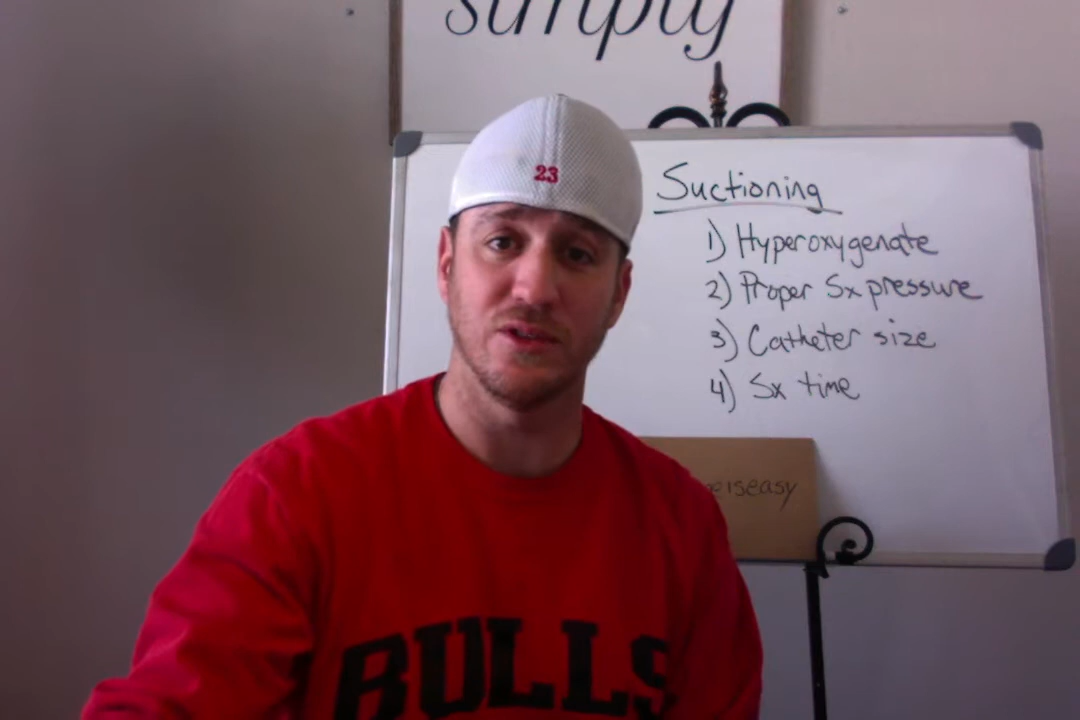 simply
23
Suctioning
1) Hyperoxygenate
2) Proper Sx pressure
3) Catheter size
4) Sx time
BULLS